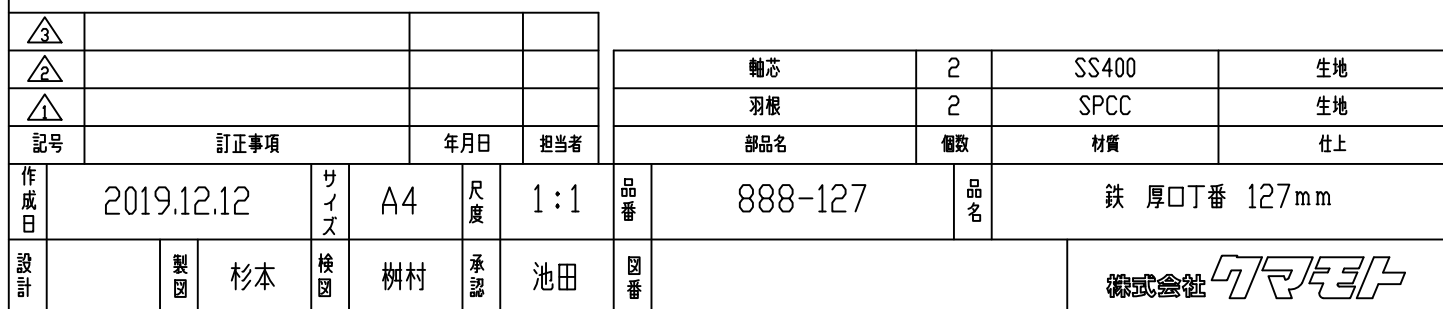 3
2
1
記号 訂正事項 年月日 担当者
軸芯 2 SS400 生地
羽根 2 SPCC 生地
部品名 個数 材質 仕上
作成日 2019.12.12 サイズ A4 尺度 1:1 品番 888-127 品名 鉄 厚口丁番 127mm
設計 製図 杉本 検図 桝村 承認 池田 図番 株式会社クマモト